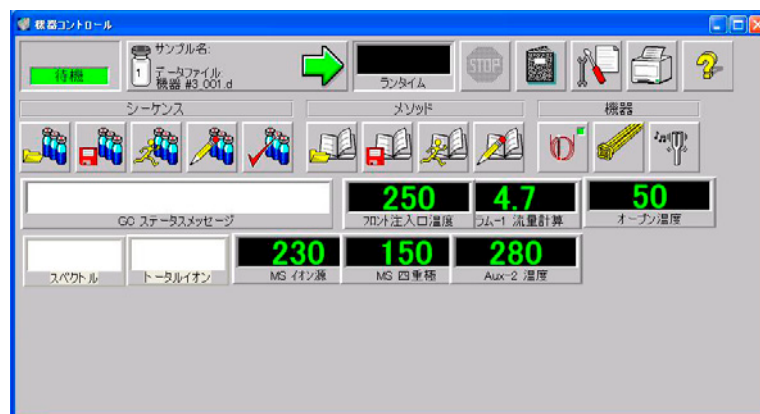 機器コントロール
サンプル名:
待機
1
データファイル
機器 #3_001.d
ランタイム
STOP
シーケンス
メソッド
機器
250
4.7
50
GC ステータスメッセージ
フロント注入口温度
ラム-1 流量計算
オーブン温度
230
150
280
スペクトル
トータルイオン
MS イオン源
MS 四重極
Aux-2 温度